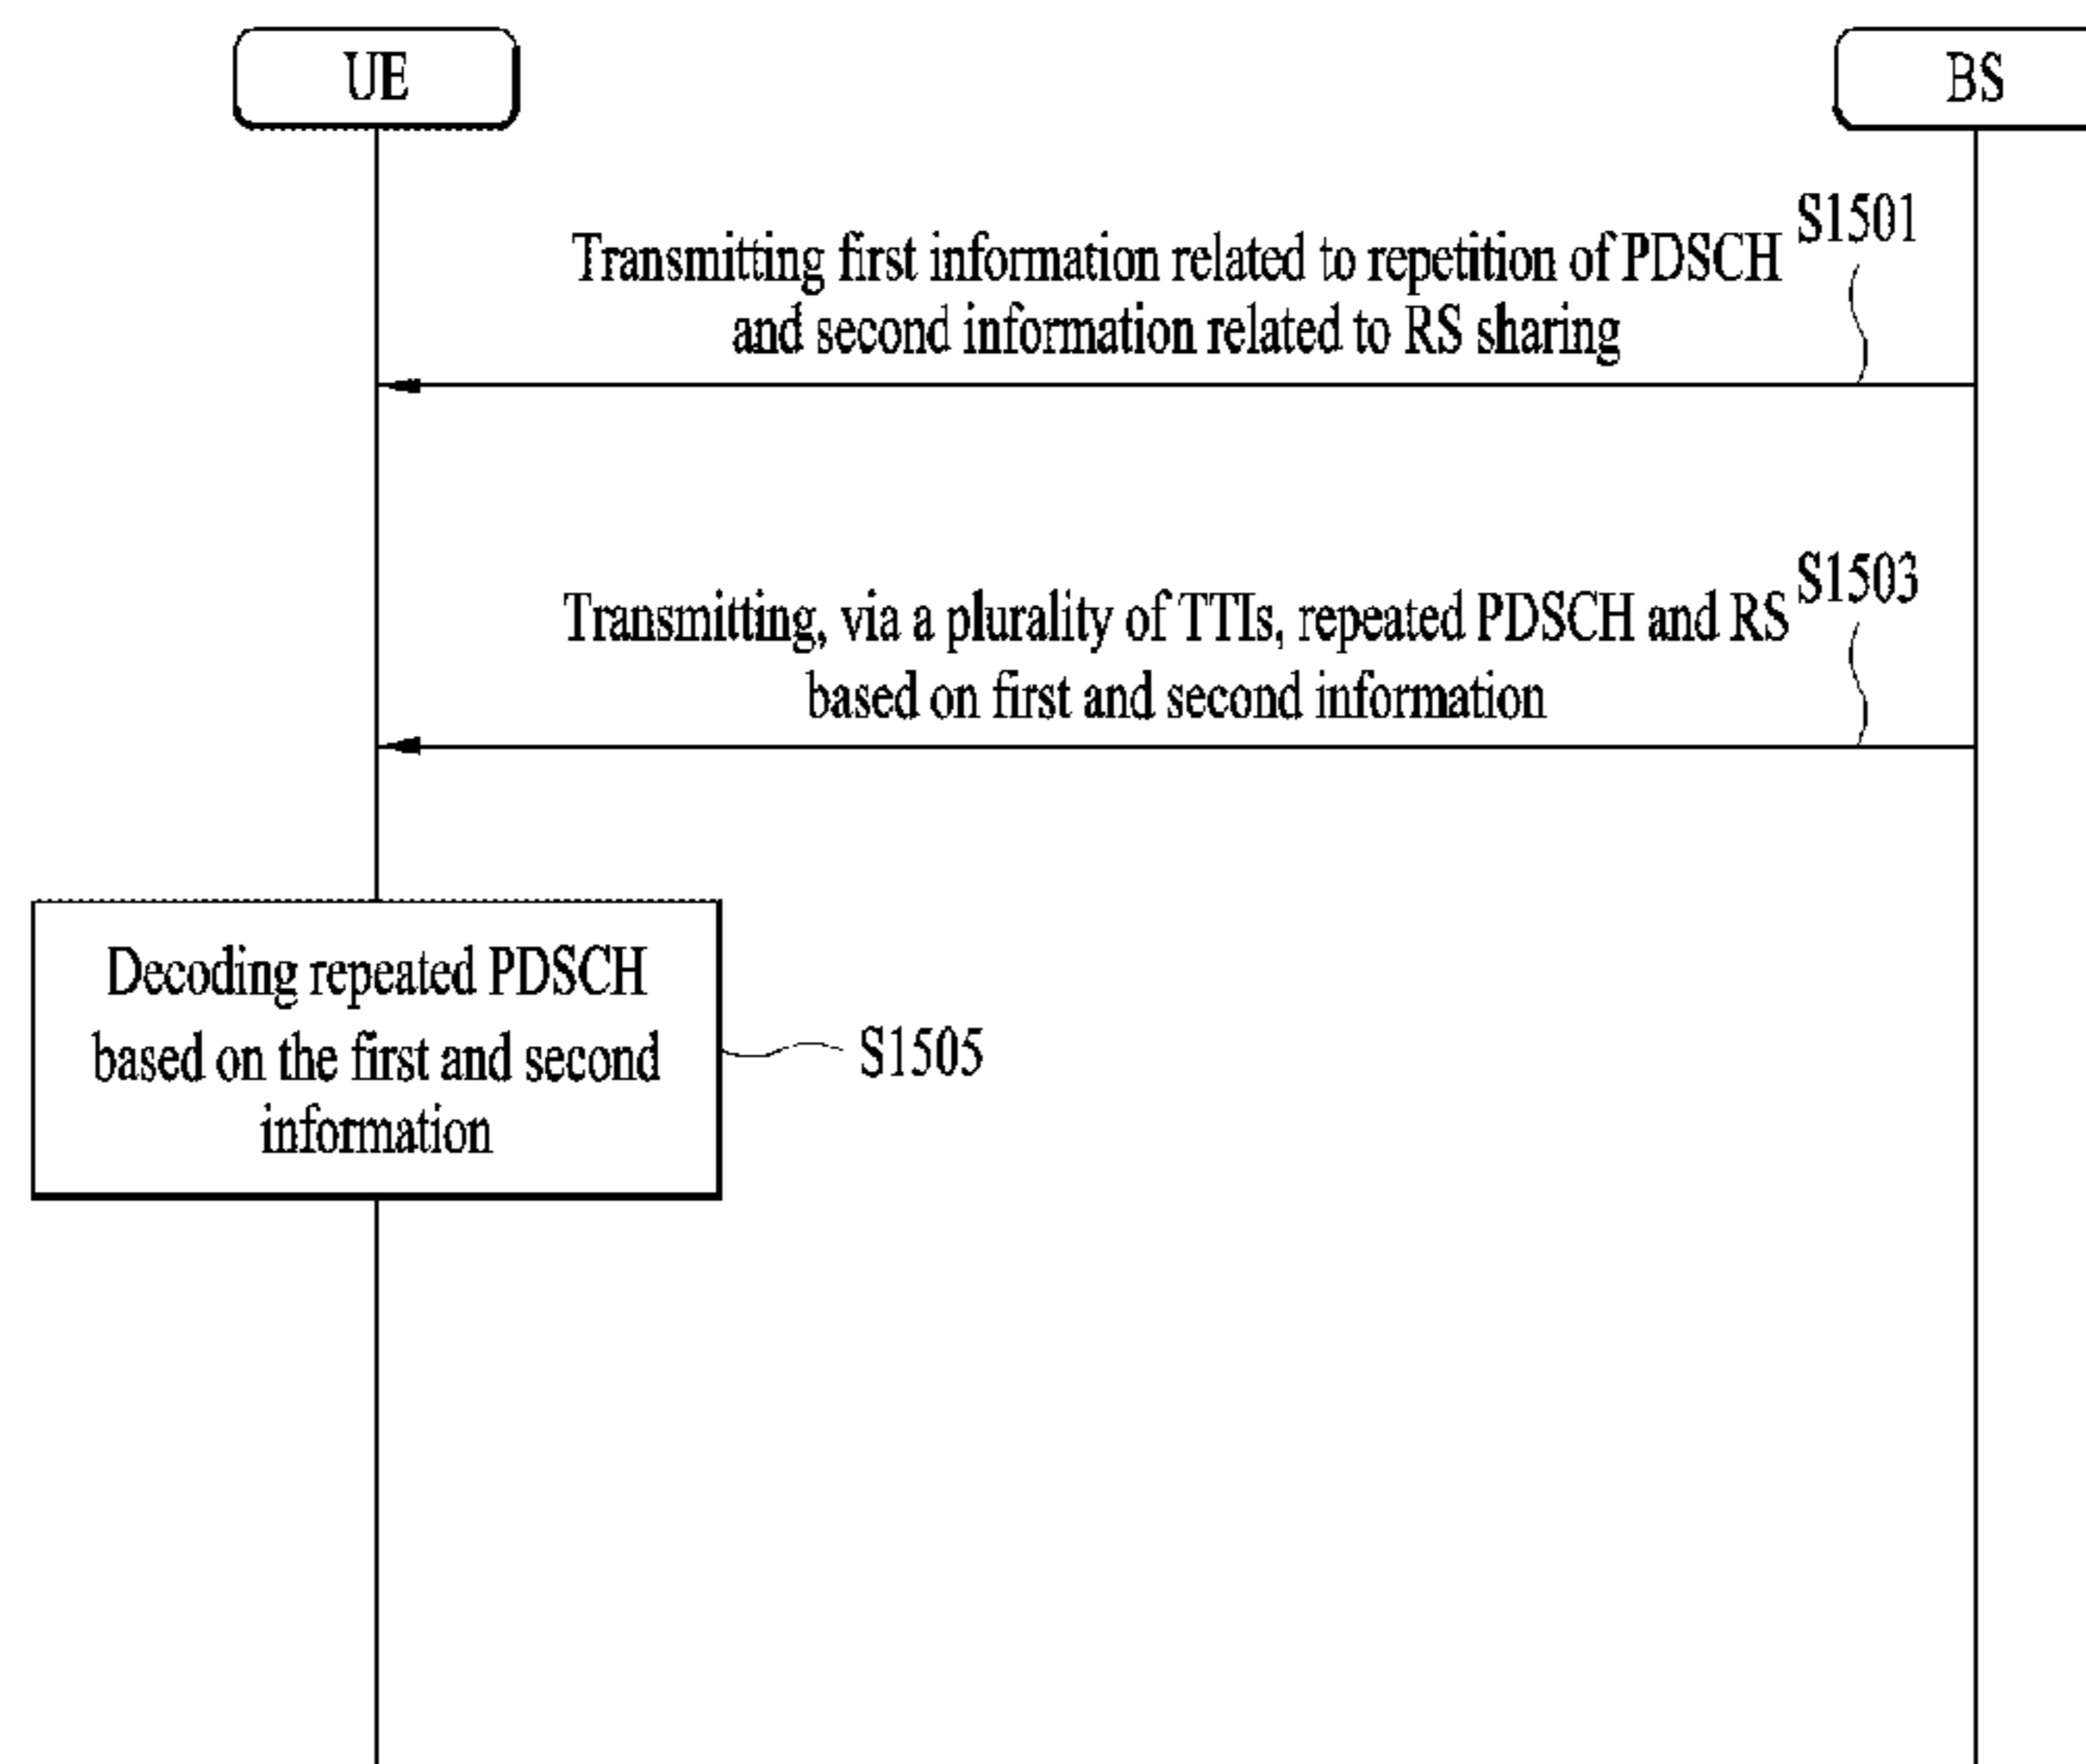 UE
BS
S1501
Transmitting first information related to repetition of PDSCH
and second information related to RS sharing
S1503
Transmitting, via a plurality of TTIs, repeated PDSCH and RS
based on first and second information
Decoding repeated PDSCH
based on the first and second
information
S1505